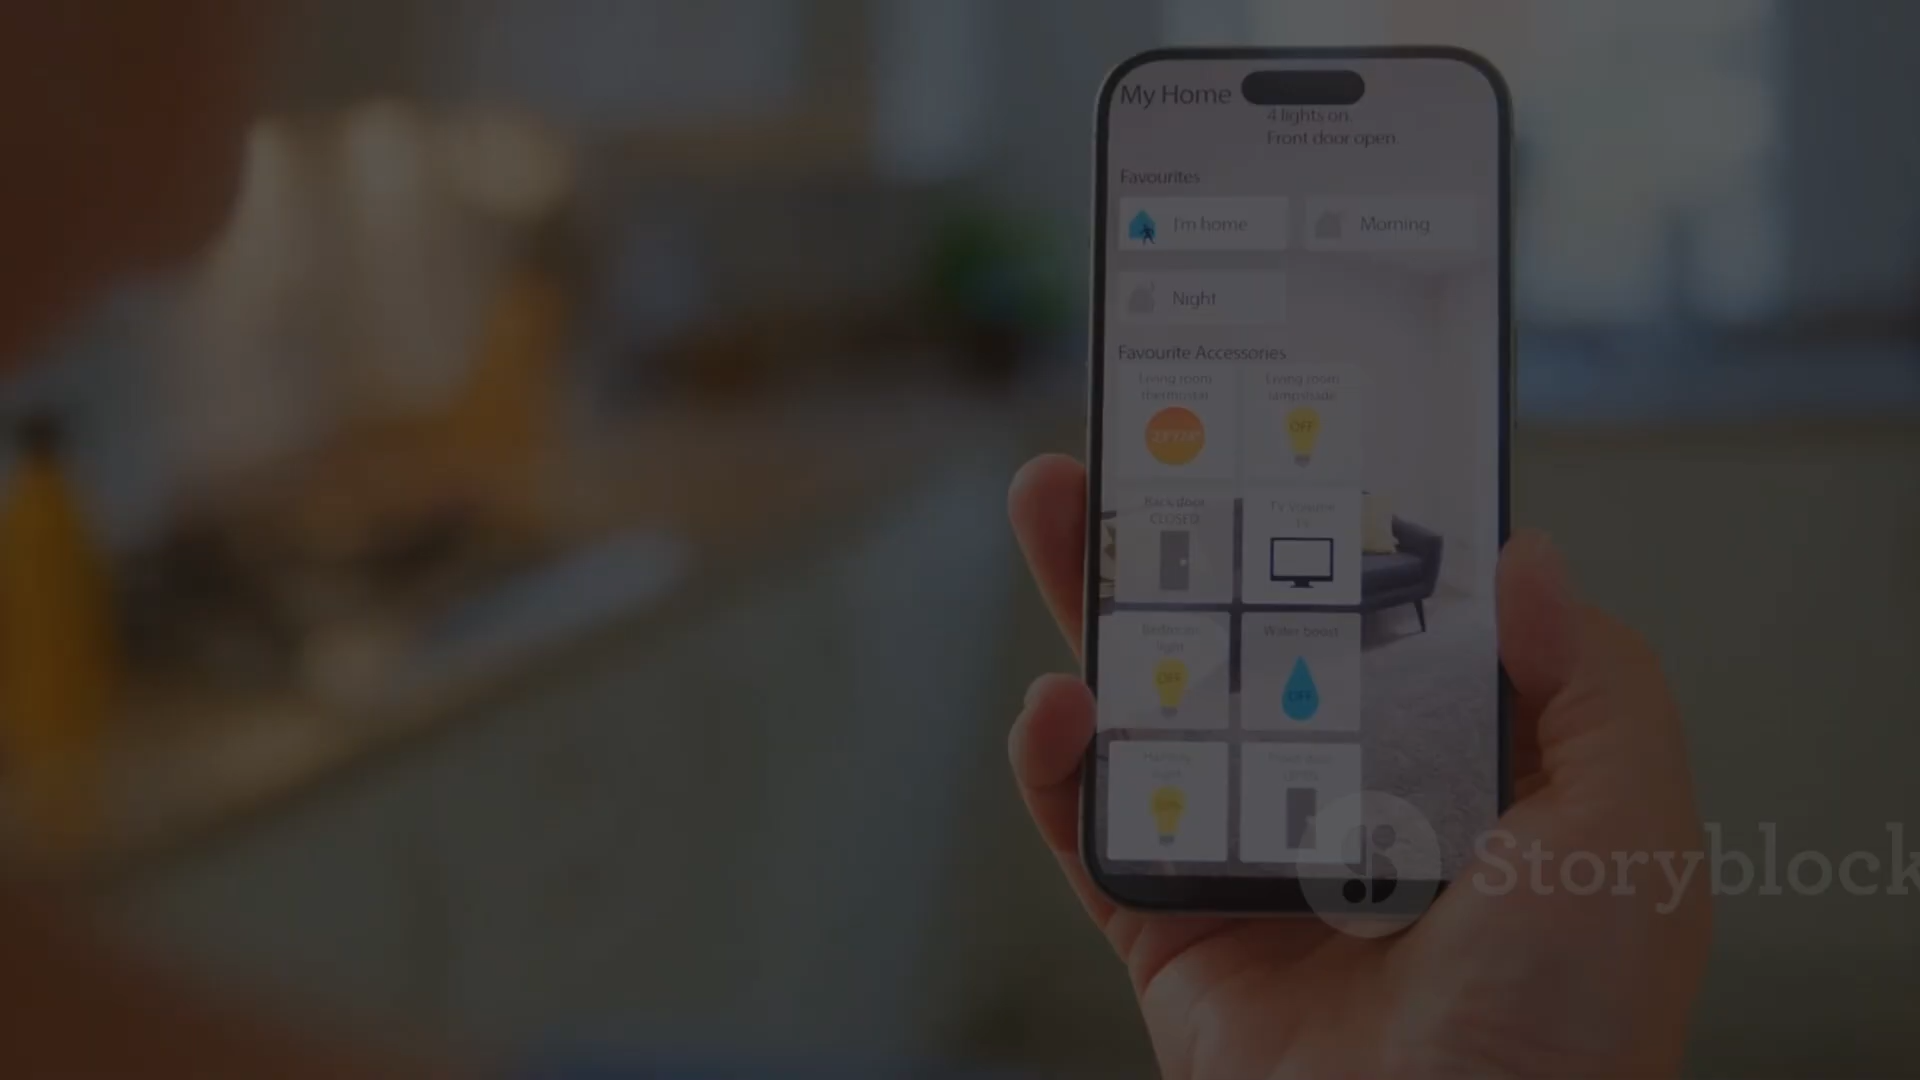 My Home
4 lights on.
Front door open.
Favourites
I'm home
Morning
Night
Favourite Accessories
Living room
thermostat
Living room
lampshade
OFF
Back door
CLOSED
TV Volume
Bedroom
light
OFF
Water boost
OFF
Hallway
light
Front door
Storyblock